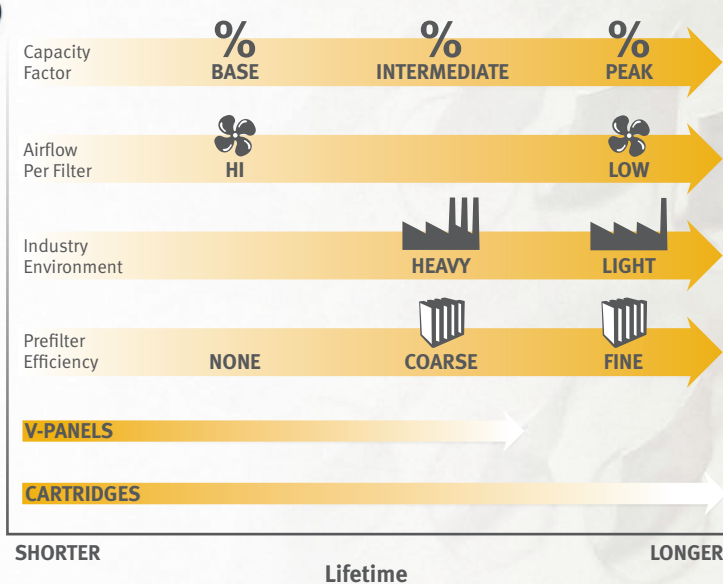 Capacity
Factor
%
BASE
%
INTERMEDIATE
%
PEAK
Airflow
Per Filter
HI
LOW
Industry
Environment
HEAVY
LIGHT
Prefilter
Efficiency
NONE
COARSE
FINE
V-PANELS
CARTRIDGES
SHORTER
LONGER
Lifetime